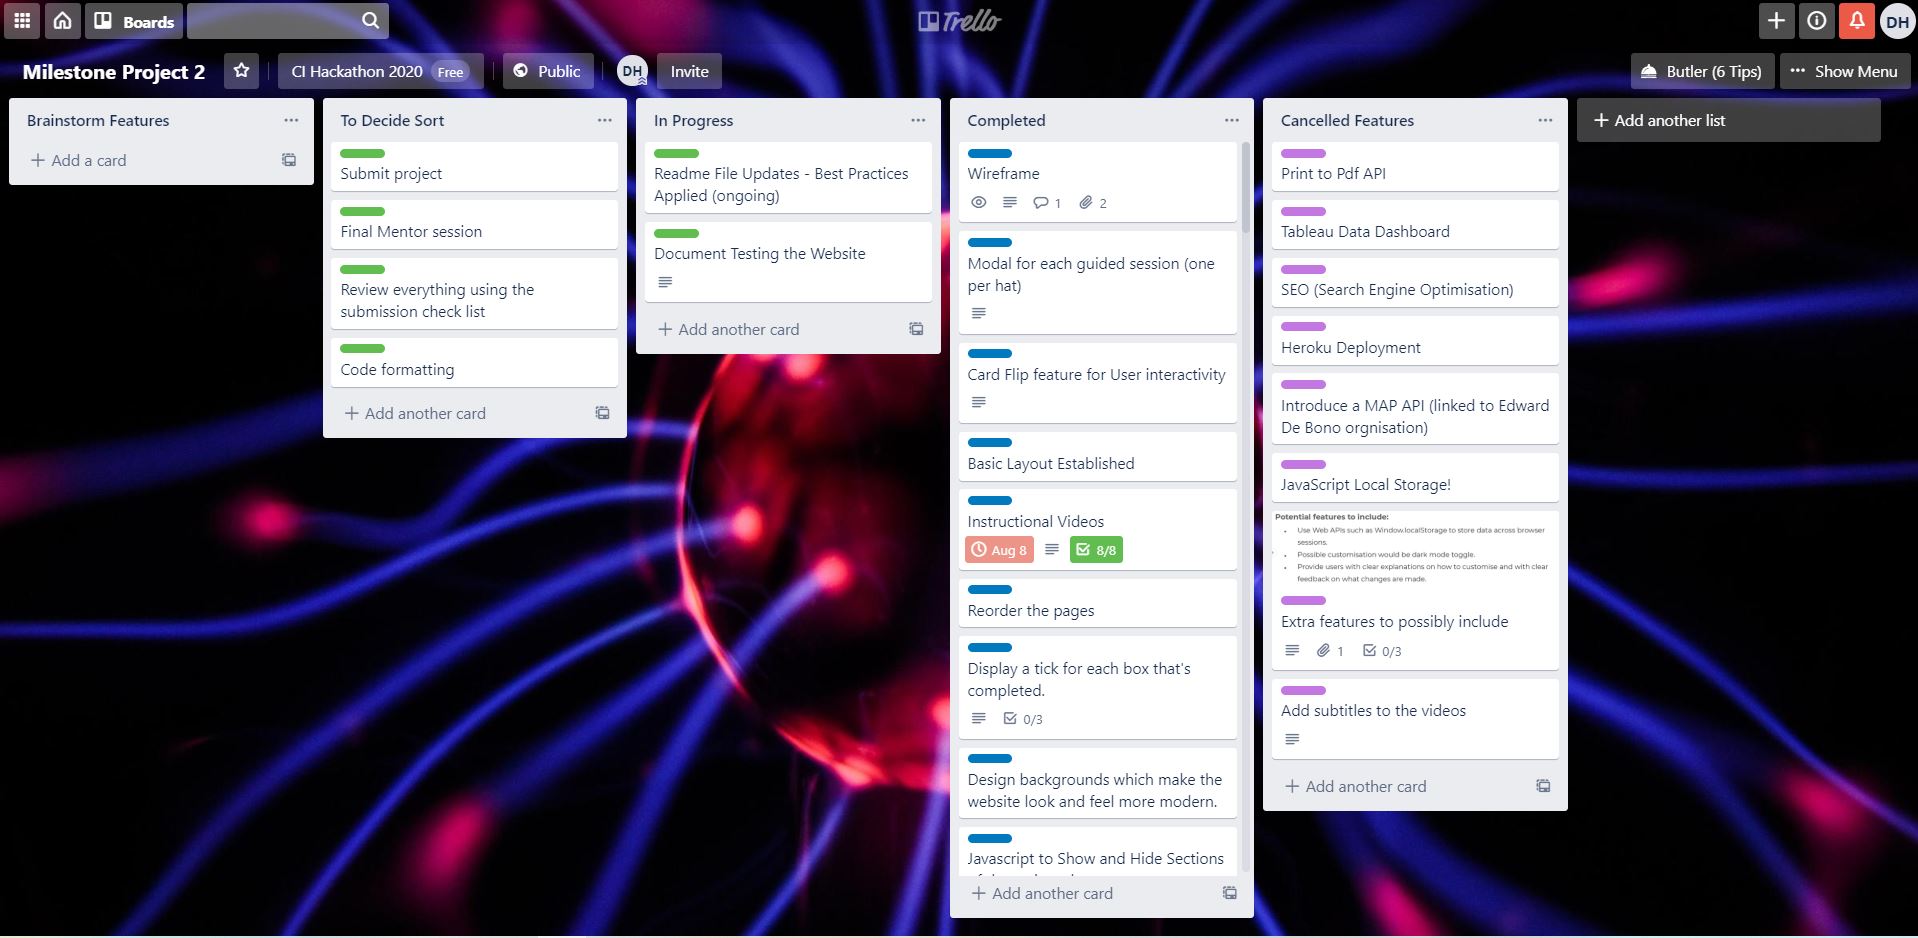 Boards
Trello
DH
Milestone Project 2
CI Hackathon 2020 Free
Public
DH
Invite
Butler (6 Tips)
Show Menu
Brainstorm Features
Add a card
To Decide Sort
Submit project
Final Mentor session
Review everything using the
submission check list
Code formatting
Add another card
In Progress
Readme File Updates - Best Practices
Applied (ongoing)
Document Testing the Website
Add another card
Completed
Wireframe
1 2
Modal for each guided session (one
per hat)
Card Flip feature for User interactivity
Basic Layout Established
Instructional Videos
Aug 8 8/8
Reorder the pages
Display a tick for each box that's
completed.
0/3
Design backgrounds which make the
website look and feel more modern.
Javascript to Show and Hide Sections
Add another card
Cancelled Features
Print to Pdf API
Tableau Data Dashboard
SEO (Search Engine Optimisation)
Heroku Deployment
Introduce a MAP API (linked to Edward
De Bono orgnisation)
JavaScript Local Storage!
Potential features to include:
Use Web APIs such as Window.localStorage to store data across browser
sessions.
Possible customisation would be dark mode toggle.
Provide users with clear explanations on how to customise and with clear
feedback on what changes are made.
Extra features to possibly include
1 0/3
Add subtitles to the videos
Add another card
Add another list